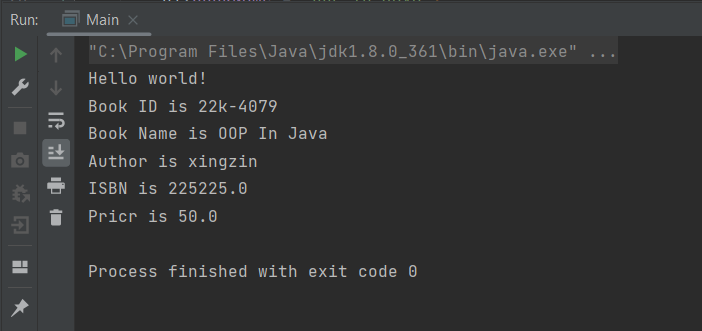 Run: Main
"C:\Program Files\Java\jdk1.8.0_361\bin\java.exe" ...
Hello world!
Book ID is 22k-4079
Book Name is OOP In Java
Author is xingzin
ISBN is 225225.0
Pricr is 50.0
Process finished with exit code 0